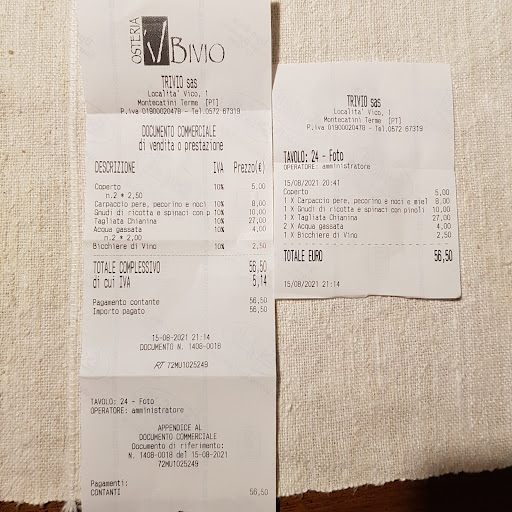 OSTERIA
BIVIO
TRIVIO sas
Localita' Vico, 1
Montecatini Terme [PT]
P.iva 01900020478 - Tel.0572 67319
DOCUMENTO COMMERCIALE
di vendita o prestazione
DESCRIZIONE IVA Prezzo(€)
Coperto 10% 5,00
n.2 * 2,50
Carpaccio pere, pecorino e noci 10% 8,00
Gnudi di ricotta e spinaci con p 10% 10,00
Tagliata Chianina 10% 27,00
Acqua gassata 10% 4,00
n.2 * 2,00
Bicchiere di Vino 10% 2,50
TOTALE COMPLESSIVO 56,50
di cui IVA 5,14
Pagamento contante 56,50
Importo pagato 56,50
15-08-2021 21:14
DOCUMENTO N. 1408-0018
RT 72MU1025249
TAVOLO: 24 - Foto
OPERATORE: amministratore
APPENDICE AL
DOCUMENTO COMMERCIALE
Documento di riferimento:
N. 1408-0018 del 15-08-2021
72MU1025249
Pagamenti:
CONTANTI 56,50
TRIVIO sas
Localita' Vico, 1
Montecatini Terme [PT]
P.iva 01900020478 - Tel.0572 67319
TAVOLO: 24 - Foto
OPERATORE: amministratore
15/08/2021 20:41
Coperto 5,00
1 X Carpaccio pere, pecorino e noci e miel 8,00
1 X Gnudi di ricotta e spinaci con pinoli 10,00
1 X Tagliata Chianina 27,00
2 X Acqua gassata 4,00
1 X Bicchiere di Vino 2,50
TOTALE EURO 56,50
15/08/2021 21:14